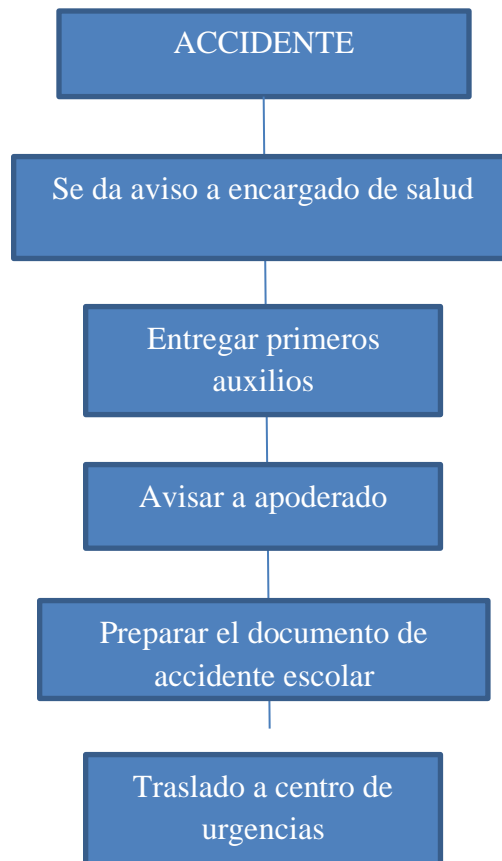 ACCIDENTE
Se da aviso a encargado de salud
Entregar primeros
auxilios
Avisar a apoderado
Preparar el documento de
accidente escolar
Traslado a centro de
urgencias